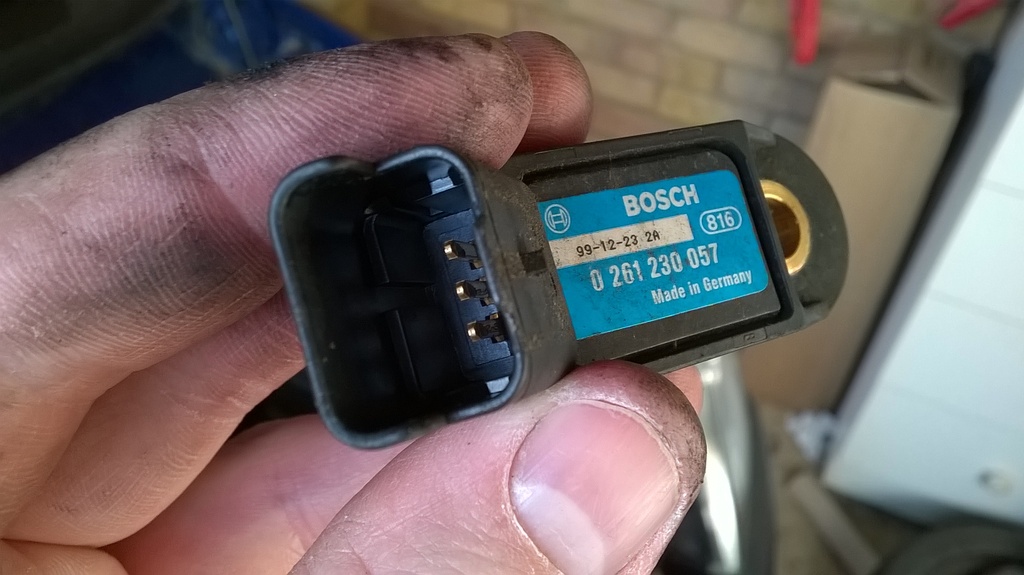 BOSCH
99-12-23 2A
816
0 261 230 057
Made in Germany